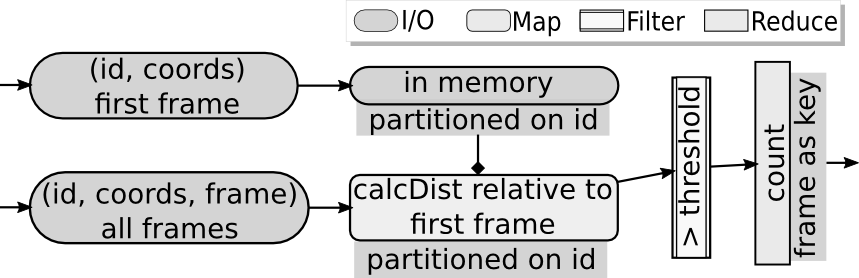 I/O
Map
Filter
Reduce
(id, coords)
first frame
in memory
partitioned on id
(id, coords, frame)
all frames
calcDist relative to
first frame
partitioned on id
> threshold
count
frame as key